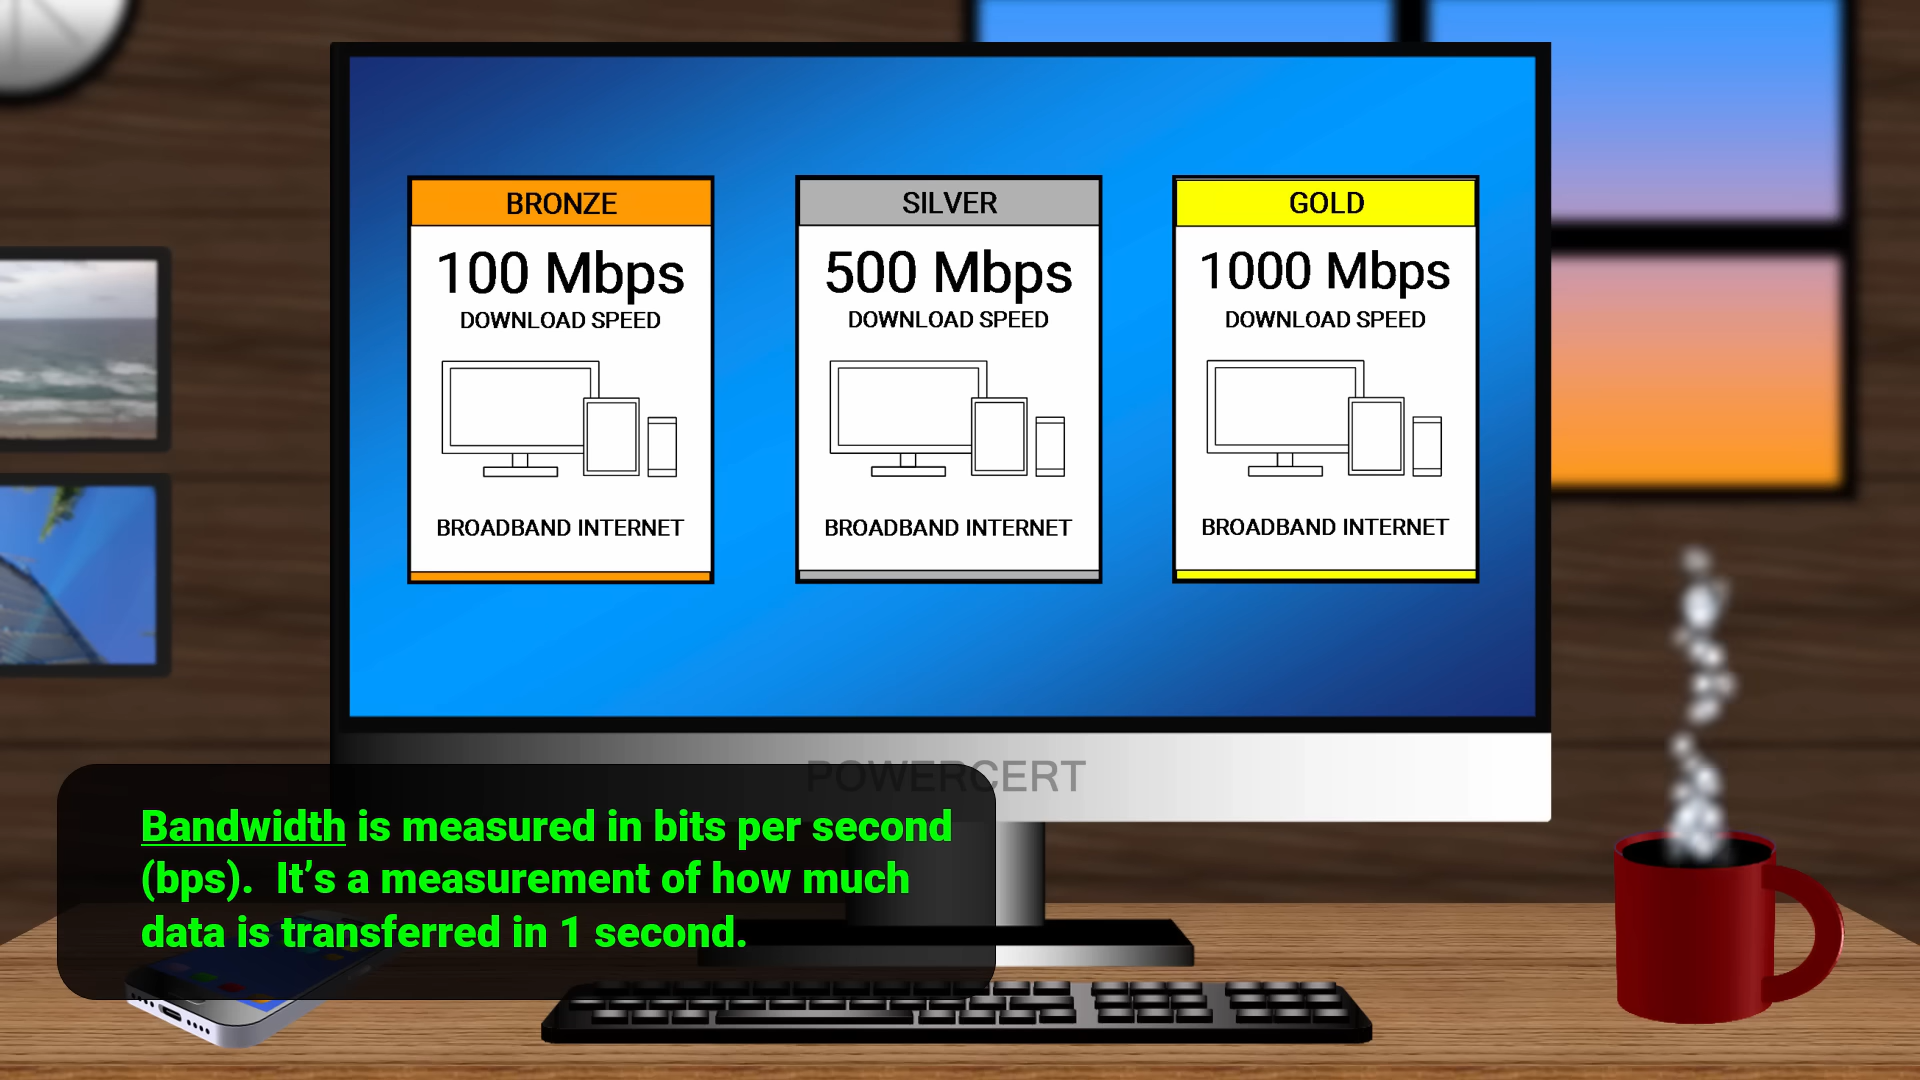 BRONZE
100 Mbps
DOWNLOAD SPEED
BROADBAND INTERNET
SILVER
500 Mbps
DOWNLOAD SPEED
BROADBAND INTERNET
GOLD
1000 Mbps
DOWNLOAD SPEED
BROADBAND INTERNET
POWERCERT
Bandwidth is measured in bits per second
(bps).  It’s a measurement of how much
data is transferred in 1 second.